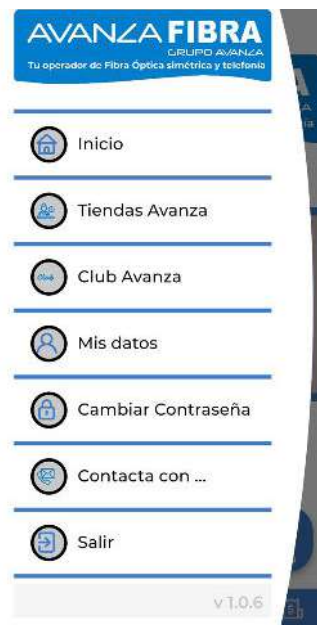 AVANZA FIBRA
GRUPO AVANZA
Tu operador de Fibra Óptica simétrica y telefonía
Inicio
Tiendas Avanza
Club
Club Avanza
Mis datos
Cambiar Contraseña
Contacta con ...
Salir
v 1.0.6